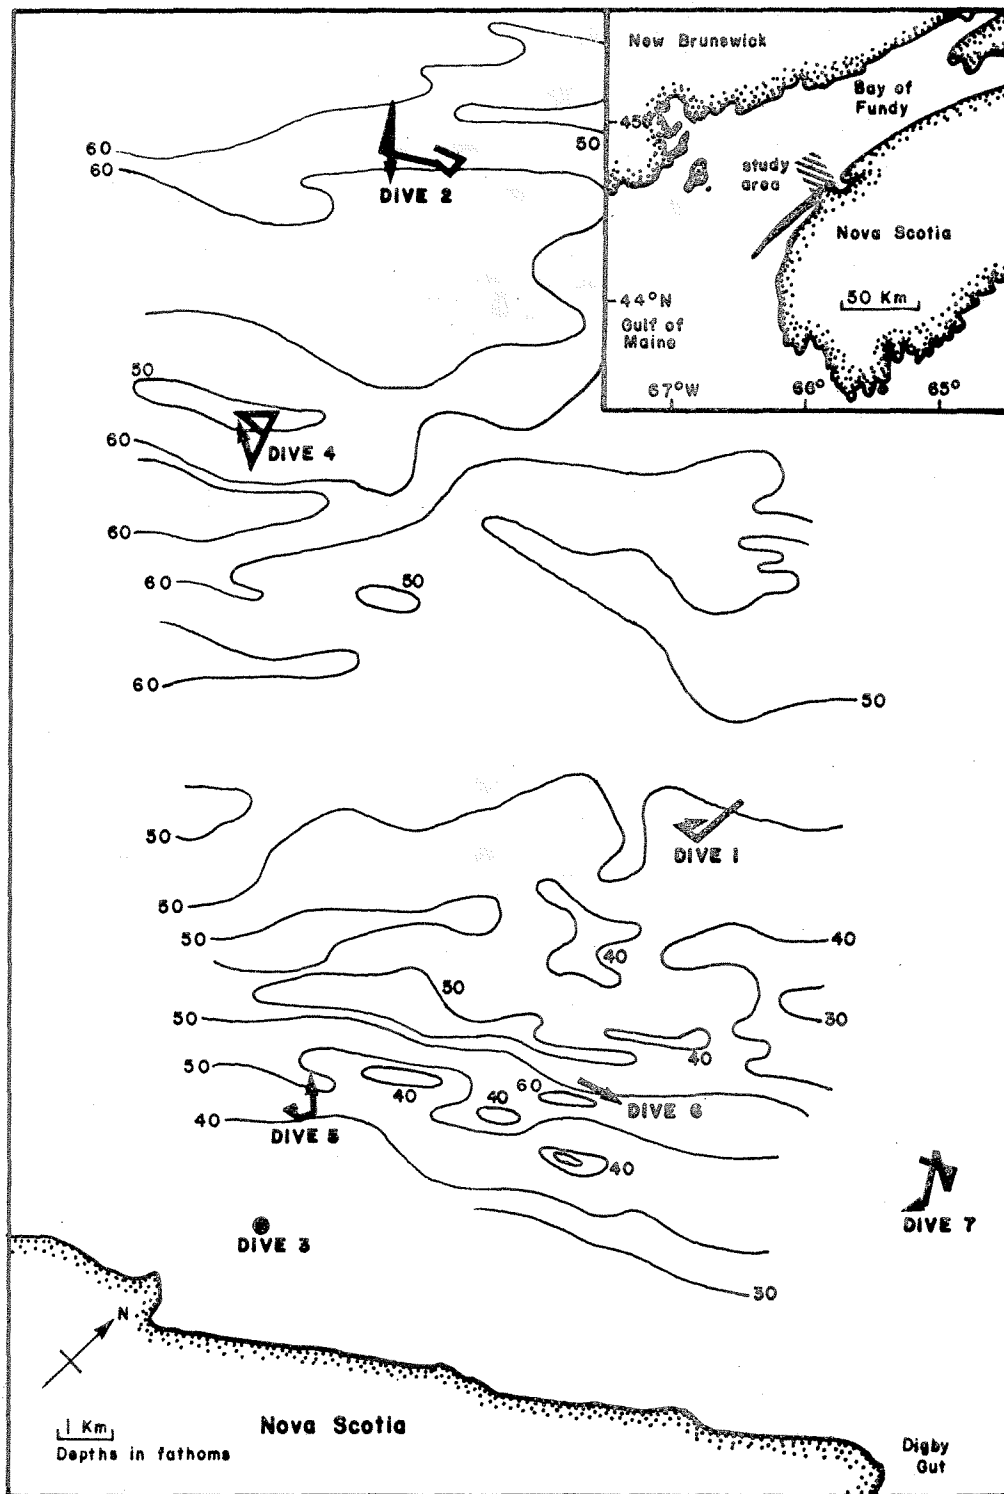 New Brunswick
Bay of
Fundy
45°
study
area
Nova Scotia
44°N
50 Km
Gulf of
Maine
67°W
66°
65°
60
60
50
DIVE 2
50
60
DIVE 4
60
60
50
60
50
50
DIVE 1
50
50
40
40
50
50
30
40
50
40
40
60
DIVE 6
40
DIVE 5
40
DIVE 7
DIVE 3
30
N
1 Km
Depths in fathoms
Nova Scotia
Digby
Gut